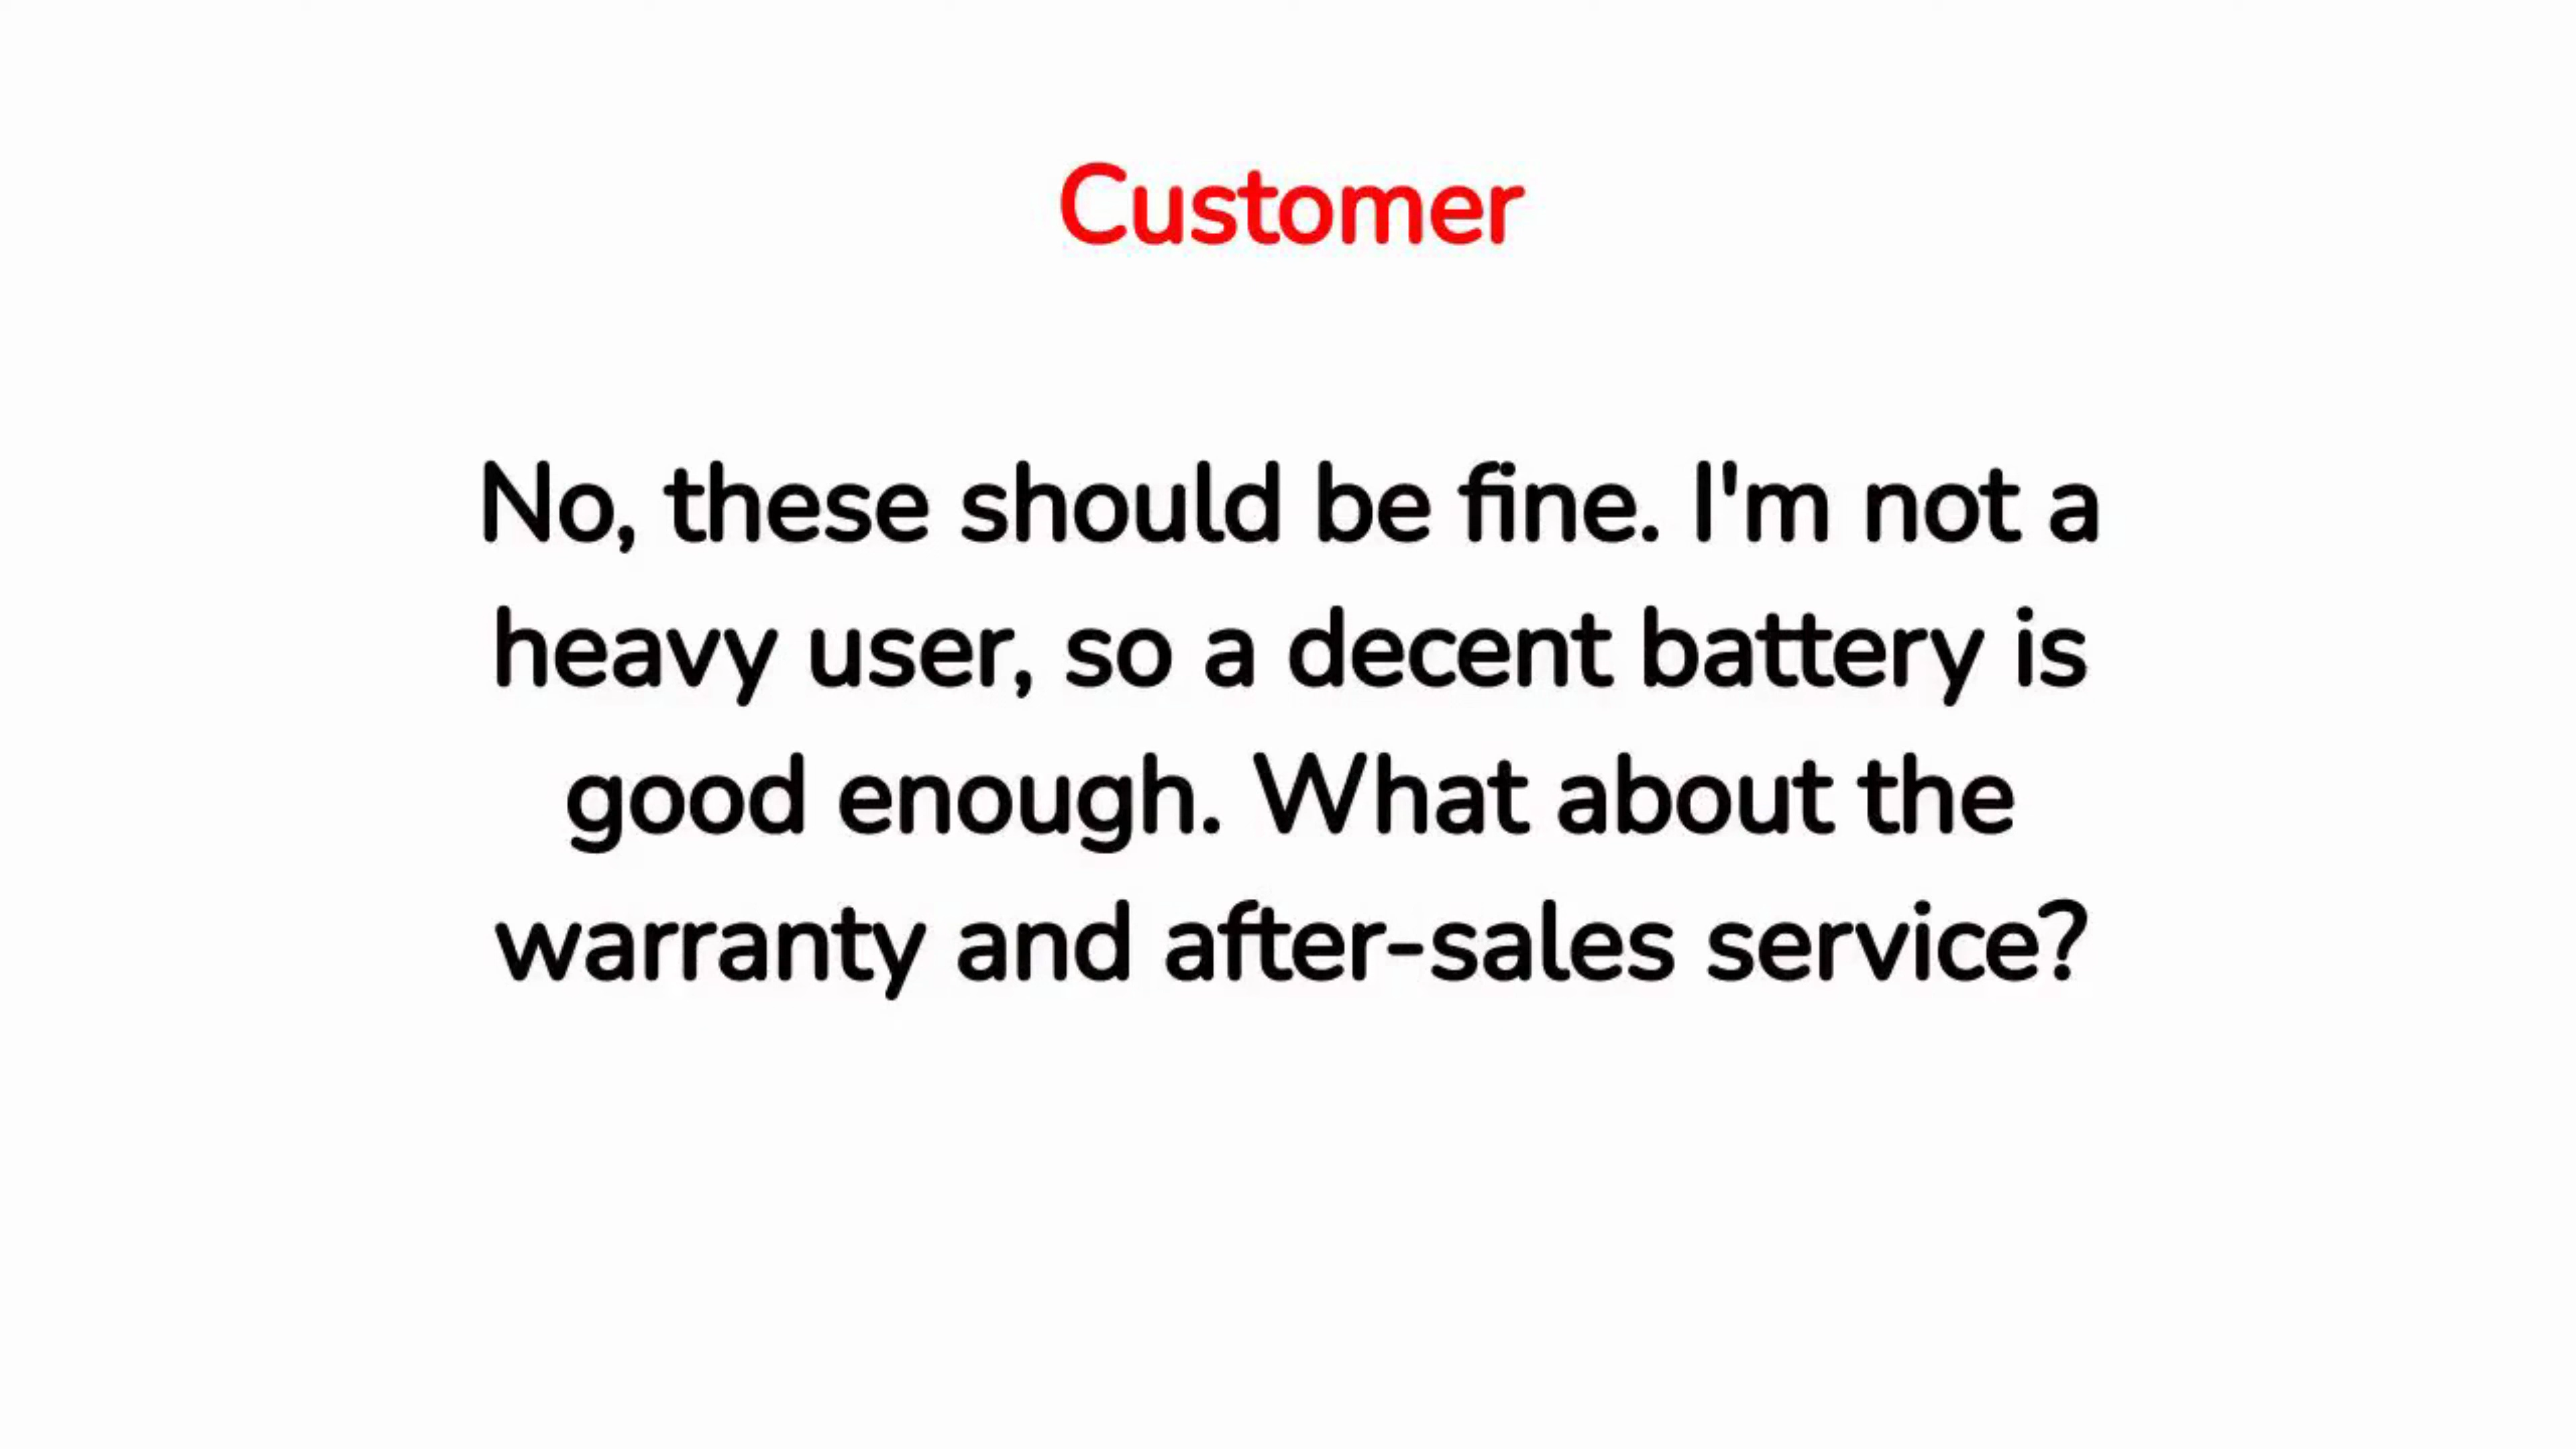 Customer
No, these should be fine. I'm not a
heavy user, so a decent battery is
good enough. What about the
warranty and after-sales service?